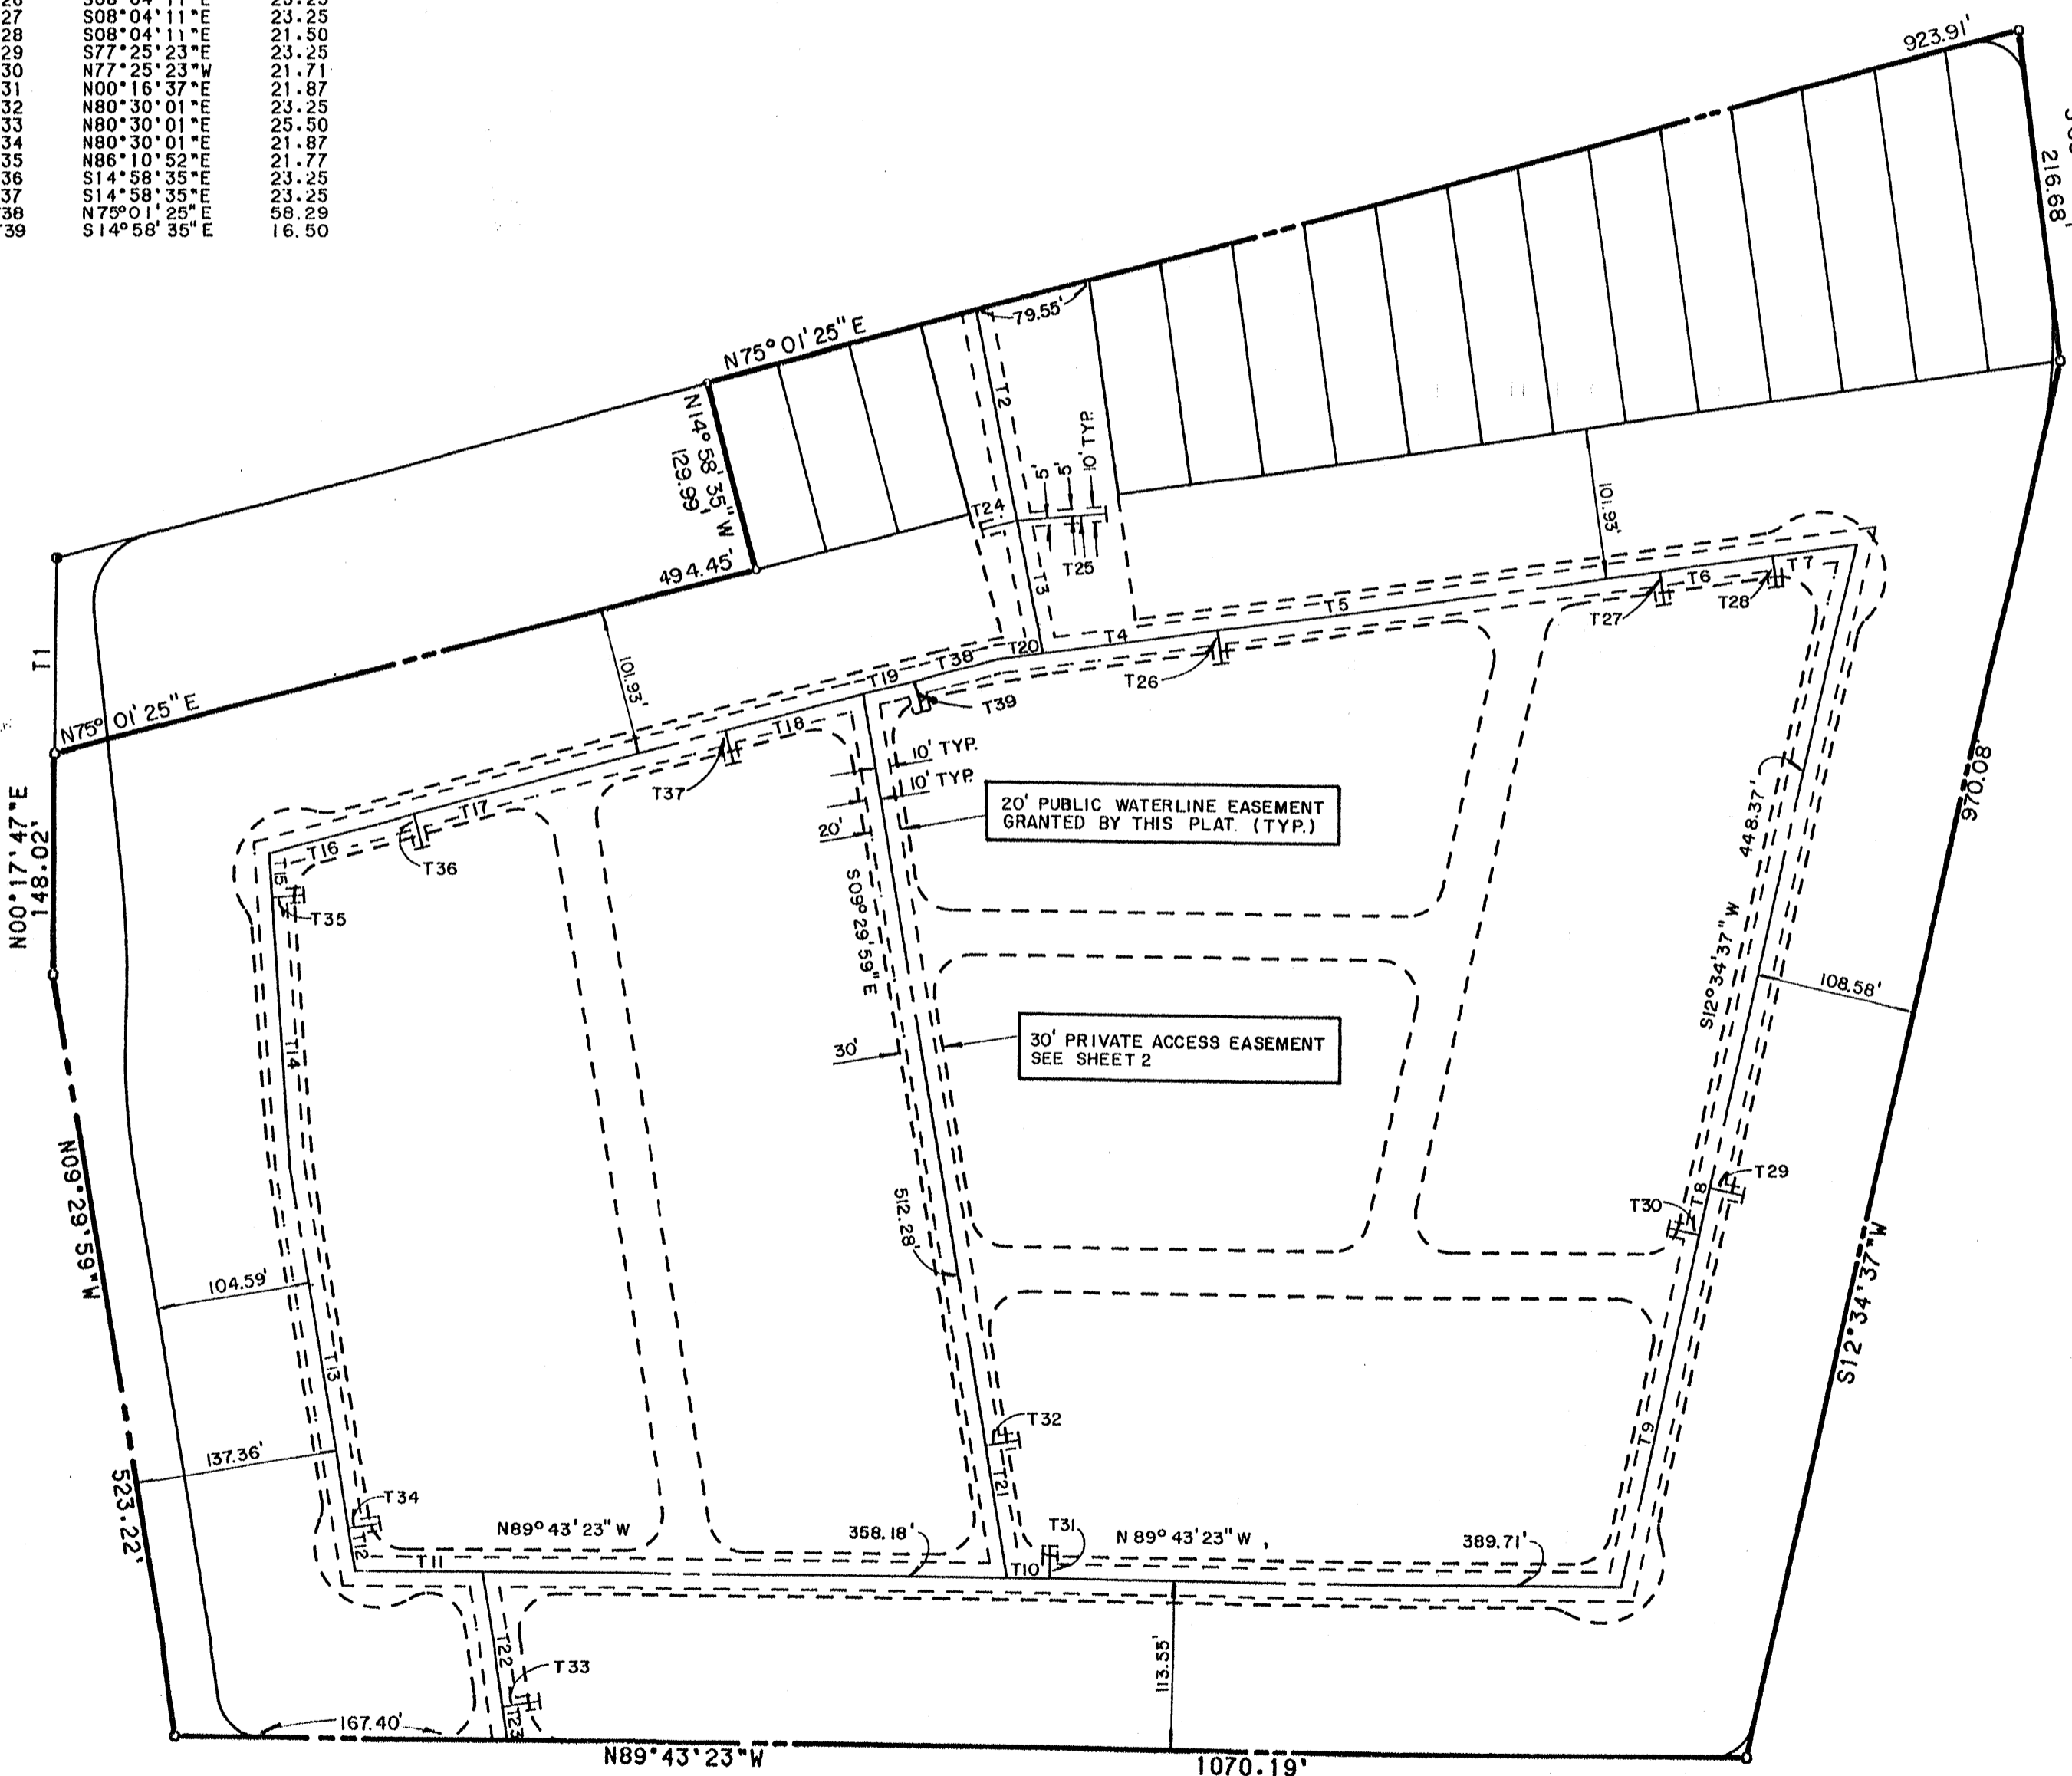 27 S08°04'11"E 23.25
28 S08°04'11"E 21.50
29 S77°25'23"E 23.25
30 N77°25'23"W 21.71
31 N00°16'37"E 21.87
32 N80°30'01"E 23.25
33 N80°30'01"E 25.50
34 N80°30'01"E 21.87
35 N86°10'52"E 21.77
36 S14°58'35"E 23.25
37 S14°58'35"E 23.25
38 N75°01'25"E 58.29
39 S14°58'35"E 16.50
923.91'
216.68'
79.55'
N75°01'25"E
T2
N14°58'35"W
129.99'
5'
5'
10' TYP.
T24
T25
101.93'
494.45'
T1
T3
T7
T6
T5
T28
T27
T4
T20
T38
T26
T19
T39
N75°01'25"E
101.93'
T18
10' TYP.
10' TYP.
T37
T17
20' PUBLIC WATERLINE EASEMENT
GRANTED BY THIS PLAT. (TYP.)
20'
448.37'
970.08'
N00°17'47"E
148.02'
T16
T36
T15
T35
S09°29'59"E
S12°34'37"W
108.58'
T14
30' PRIVATE ACCESS EASEMENT
SEE SHEET 2
30'
N09°29'59"W
T29
T8
T30
512.28'
104.59'
S12°34'37"W
T13
T32
T9
137.36'
T21
523.22'
T34
N89°43'23"W
358.18'
T31
N89°43'23"W
389.71'
T12
T11
T10
T22
T33
113.55'
T23
167.40'
N89°43'23"W
1070.19'